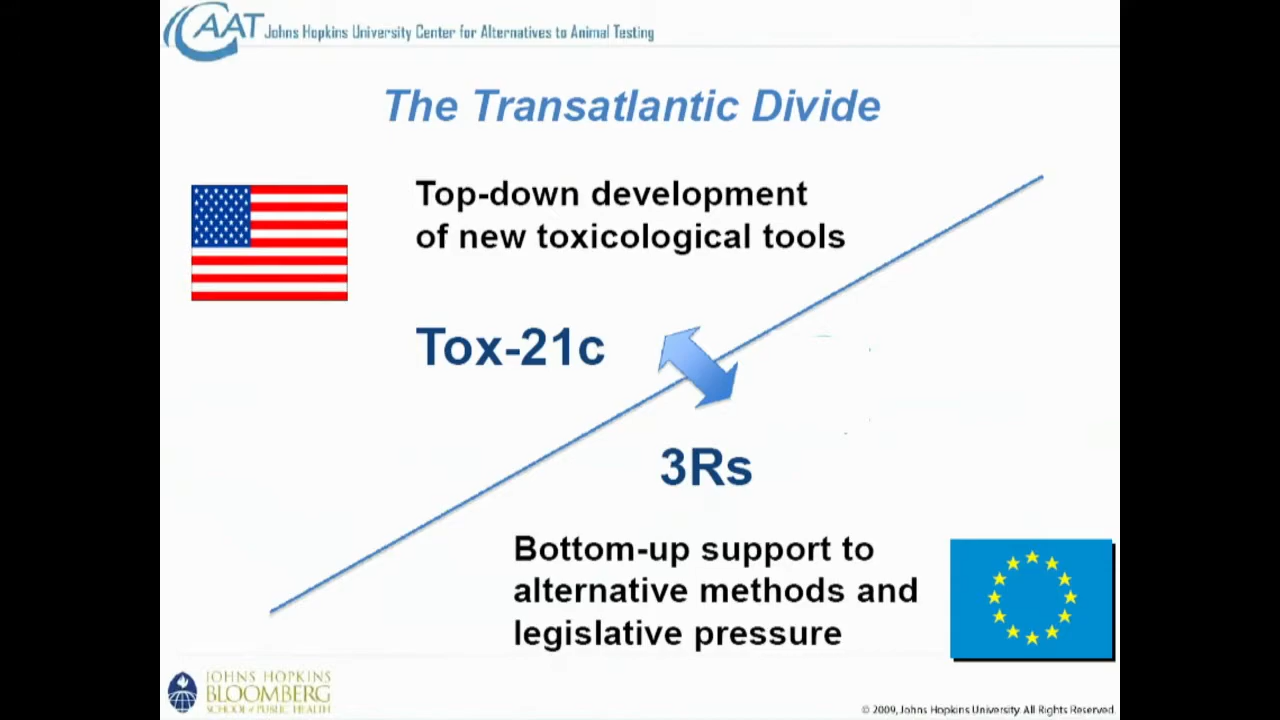 CAAT Johns Hopkins University Center for Alternatives to Animal Testing
The Transatlantic Divide
Top-down development
of new toxicological tools
Tox-21c
3Rs
Bottom-up support to
alternative methods and
legislative pressure
JOHNS HOPKINS
BLOOMBERG
SCHOOL of PUBLIC HEALTH
© 2009, Johns Hopkins University. All Rights Reserved.